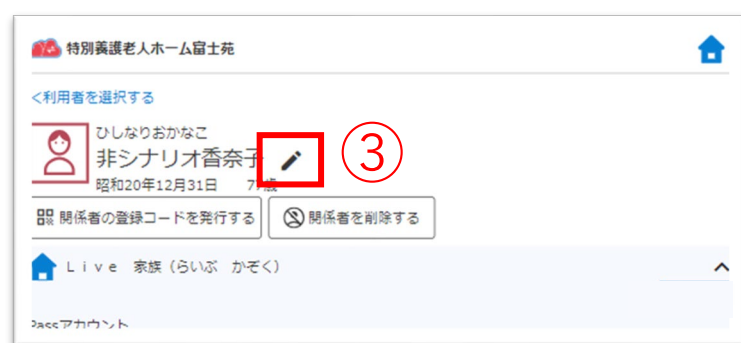 特別養護老人ホーム富士苑
<利用者を選択する
ひしなりおかなこ
非シナリオ香奈子
③
昭和20年12月31日 77歳
関係者の登録コードを発行する
関係者を削除する
Ｌｉｖｅ 家族（らいぶ かぞく）
Passアカウント